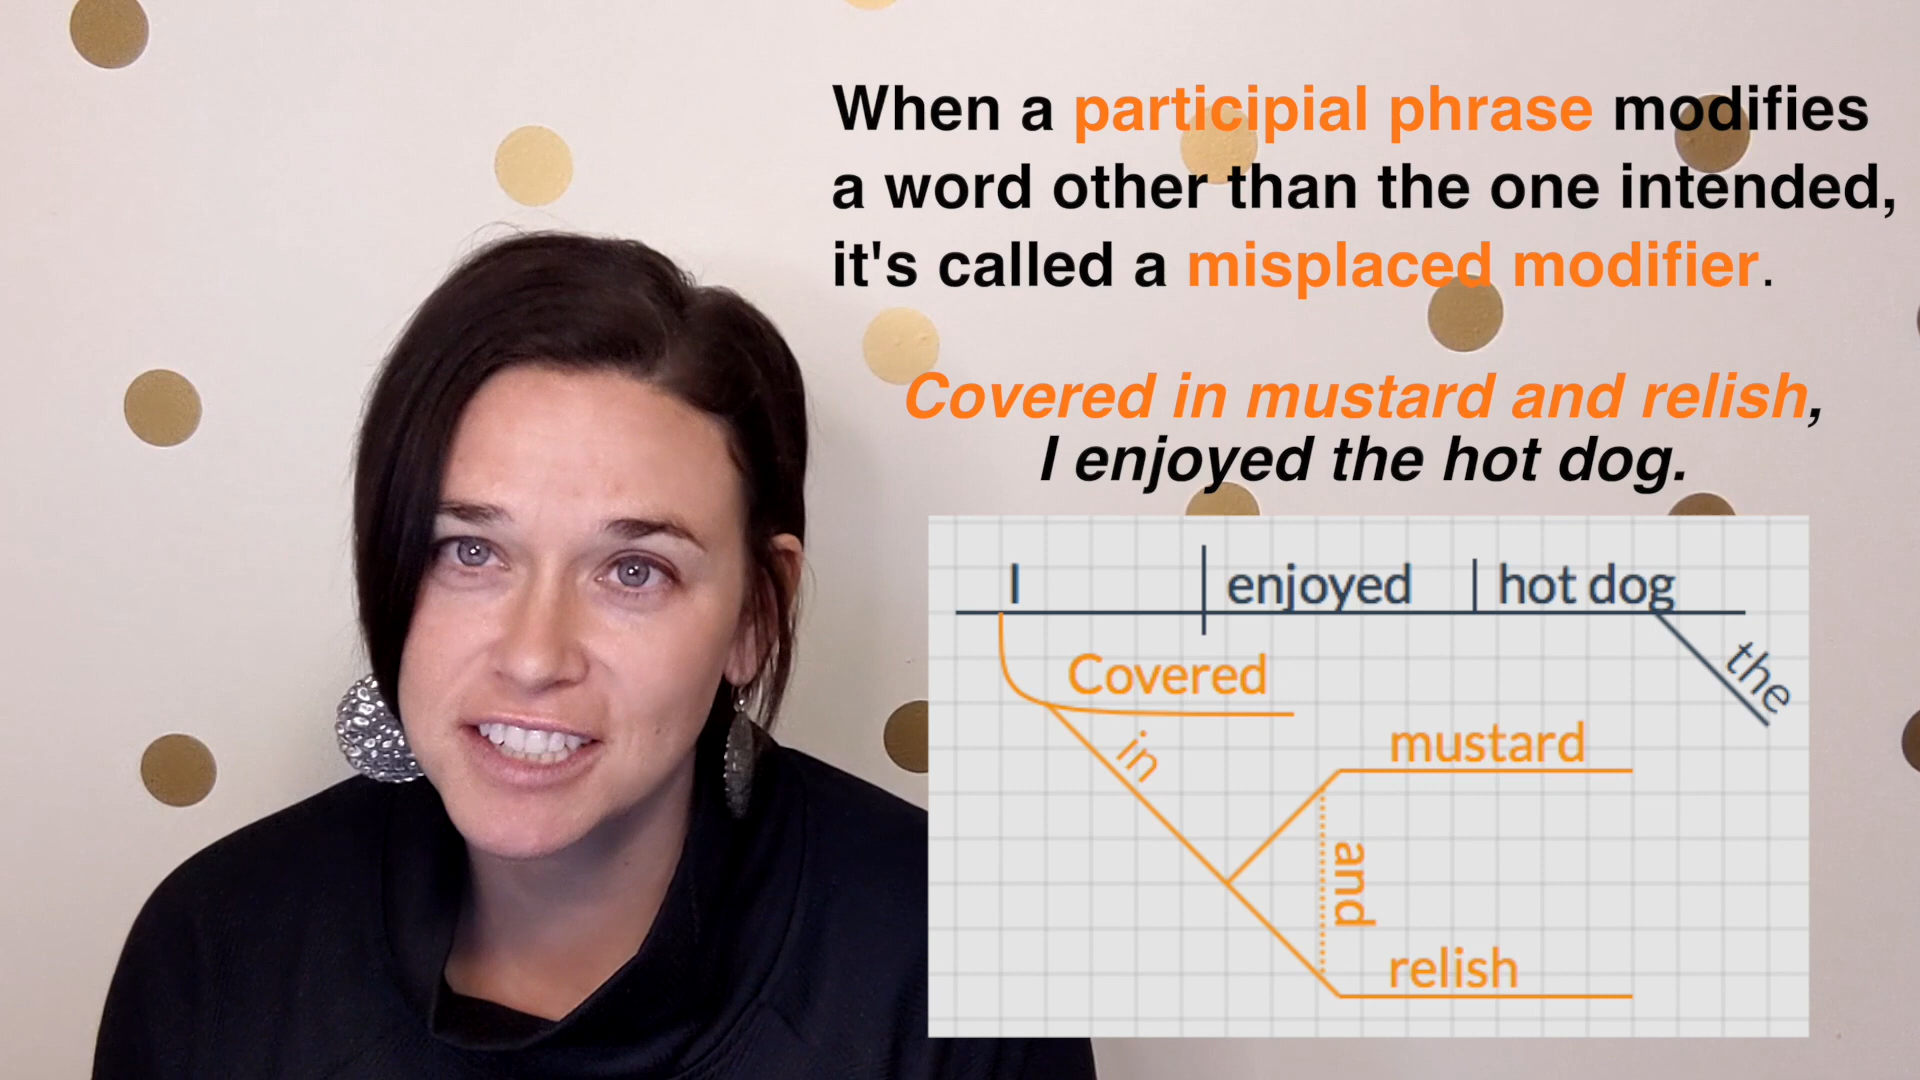 When a participial phrase modifies
a word other than the one intended,
it's called a misplaced modifier.
Covered in mustard and relish,
I enjoyed the hot dog.
I enjoyed hot dog
the
Covered
in
mustard
and
relish